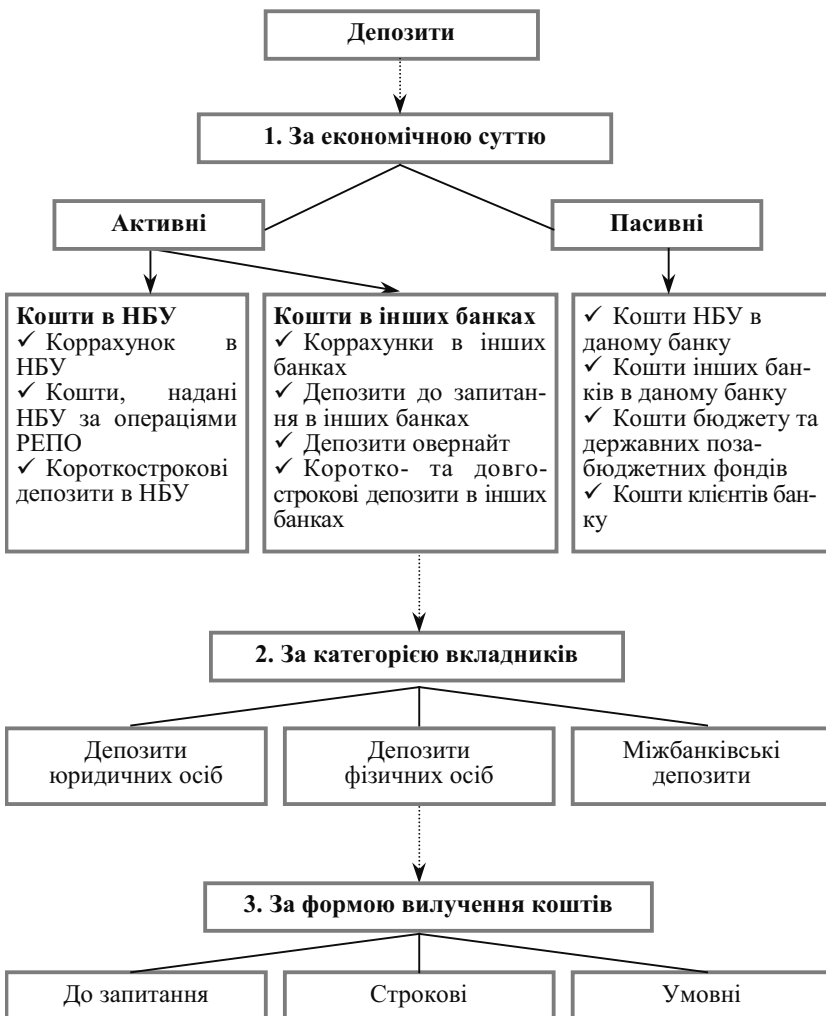 Депозити
1. За економічною суттю
Активні
Пасивні
Кошти в НБУ
✓ Коррахунок в
НБУ
✓ Кошти, надані
НБУ за операціями
РЕПО
✓ Короткострокові
депозити в НБУ
Кошти в інших банках
✓ Коррахунки в інших
банках
✓ Депозити до запитан-
ня в інших банках
✓ Депозити овернайт
✓ Коротко- та довго-
строкові депозити в інших
банках
✓ Кошти НБУ в
даному банку
✓ Кошти інших бан-
ків в даному банку
✓ Кошти бюджету та
державних поза-
бюджетних фондів
✓ Кошти клієнтів бан-
ку
2. За категорією вкладників
Депозити
юридичних осіб
Депозити
фізичних осіб
Міжбанківські
депозити
3. За формою вилучення коштів
До запитання
Строкові
Умовні